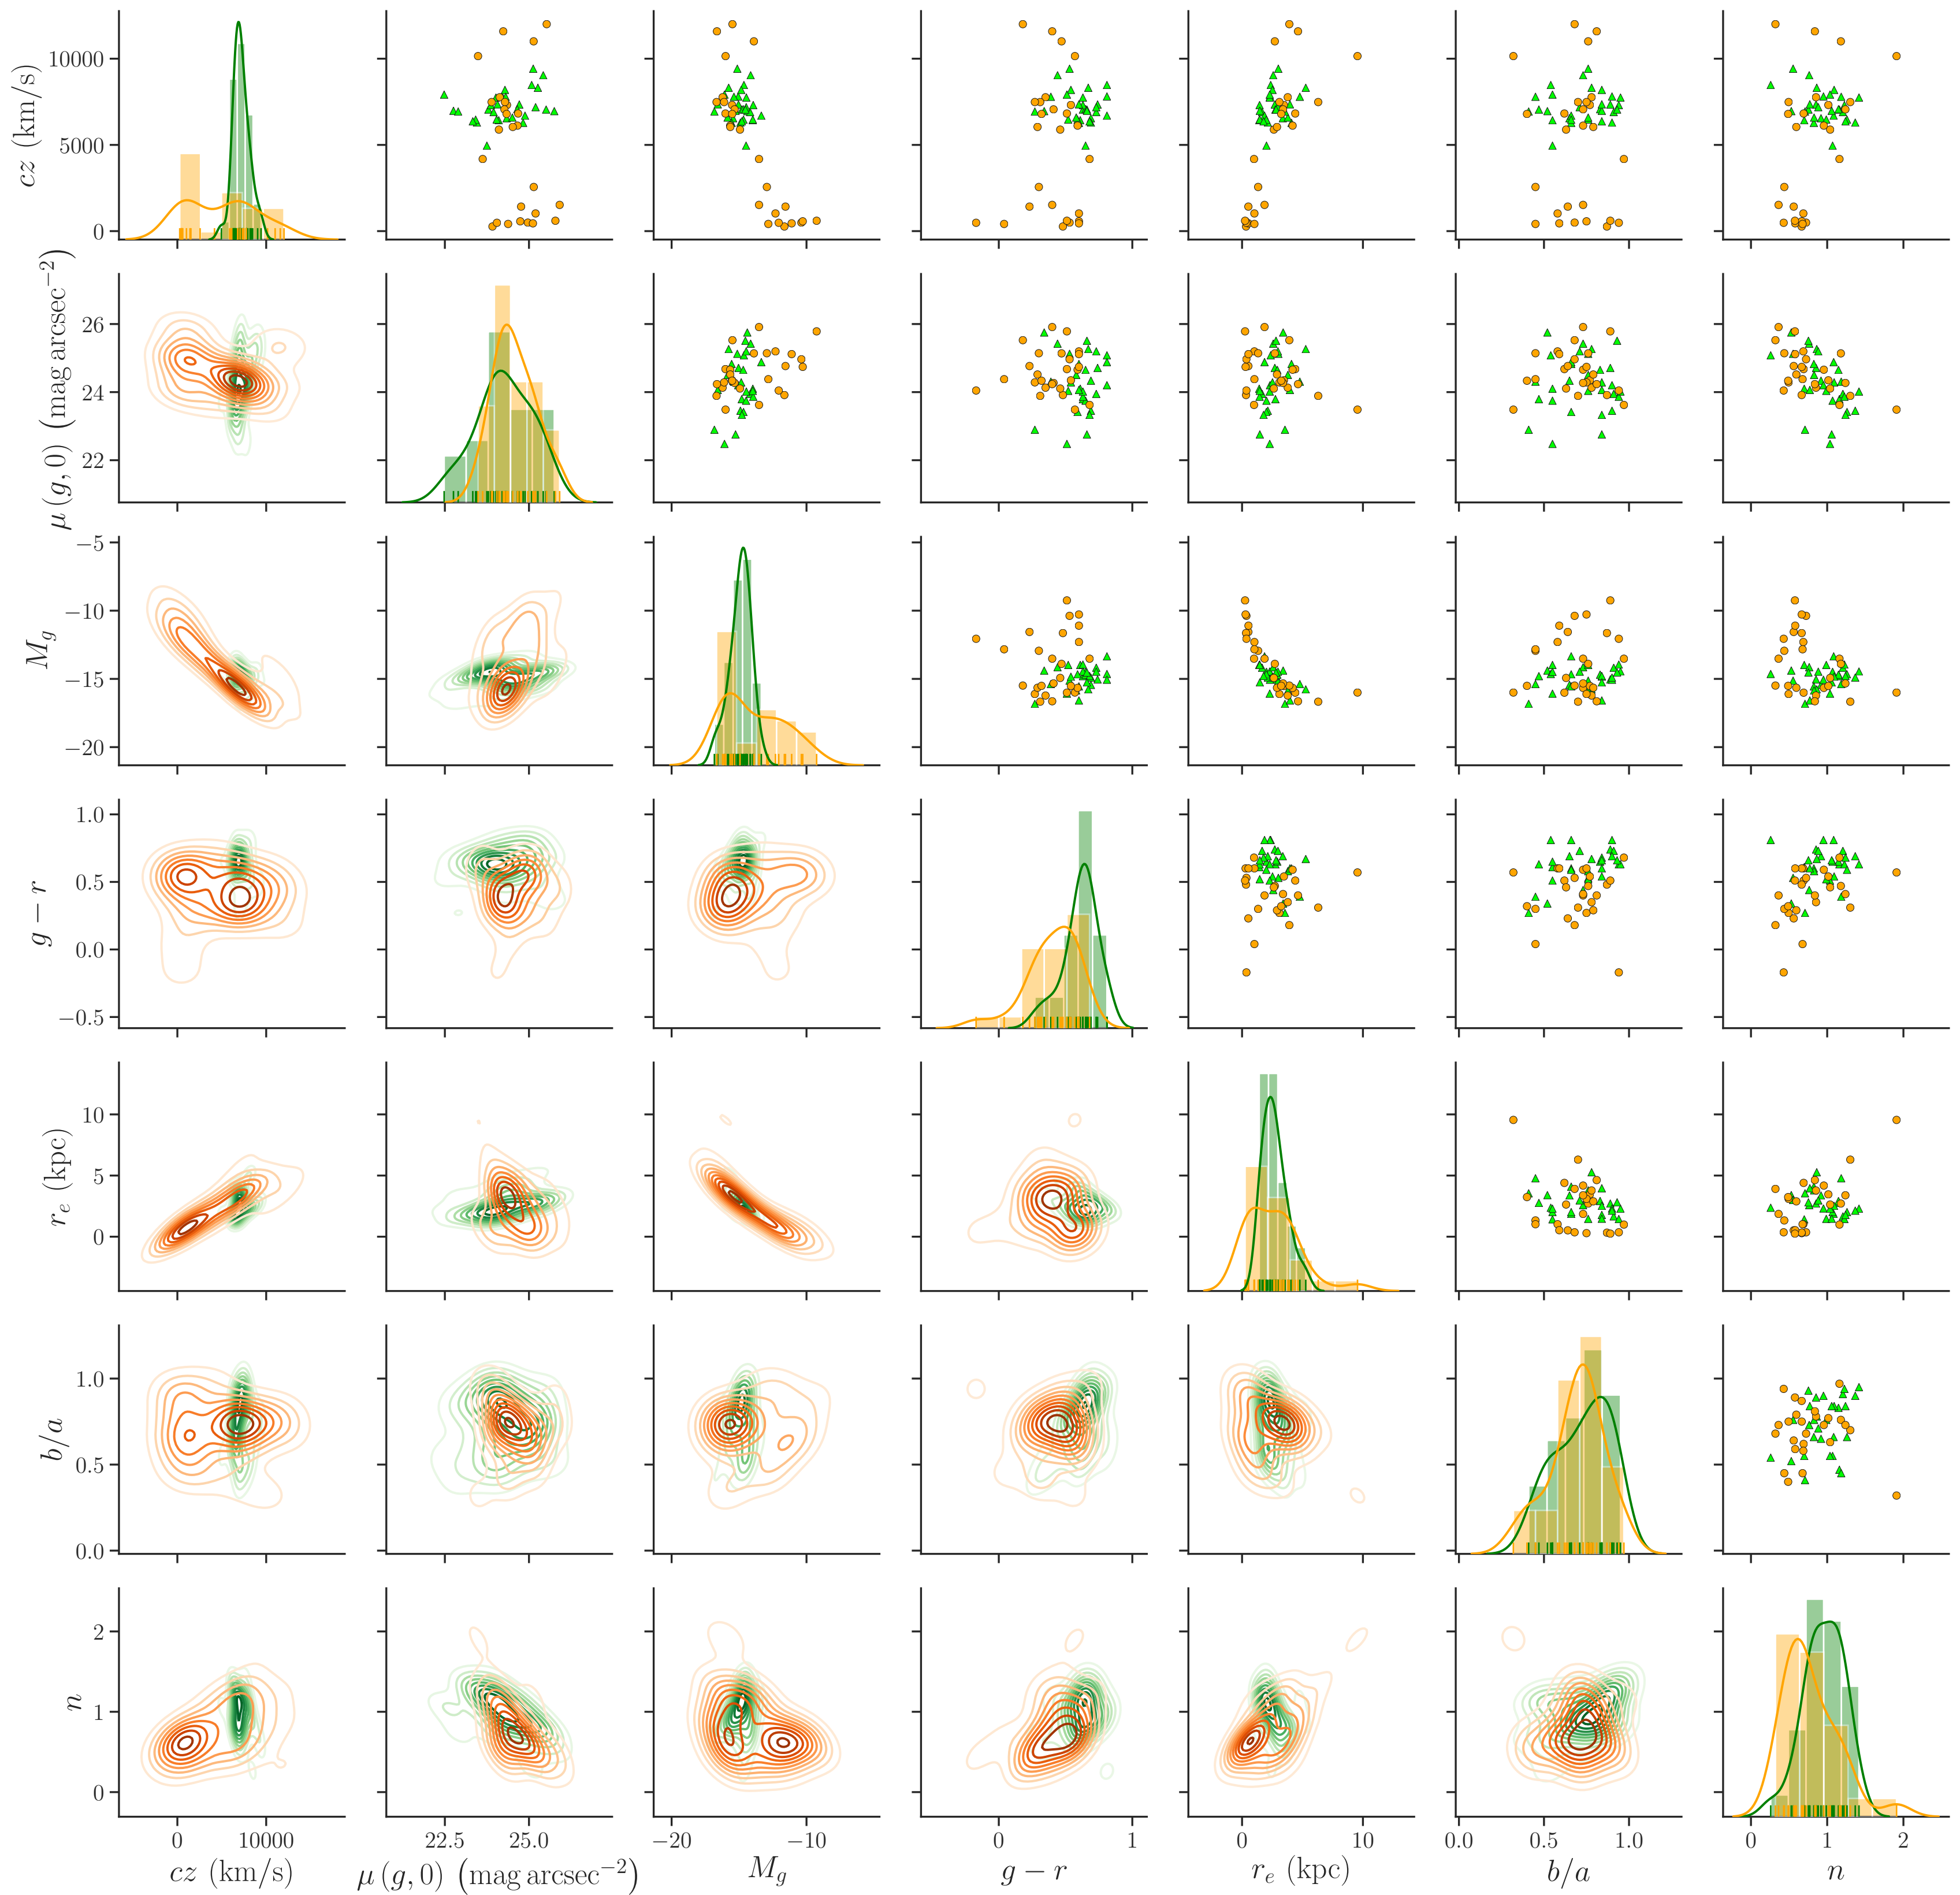 cz (km/s)
10000
5000
0
μ (g, 0) (mag arcsec⁻²)
26
24
22
M_g
−5
−10
−15
−20
g − r
1.0
0.5
0.0
−0.5
r_e (kpc)
10
5
0
b/a
1.0
0.5
0.0
n
2
1
0
0 10000 22.5 25.0 −20 −10 0 1 0 10 0.0 0.5 1.0 0 1 2
cz (km/s) μ (g, 0) (mag arcsec⁻²) M_g g − r r_e (kpc) b/a n